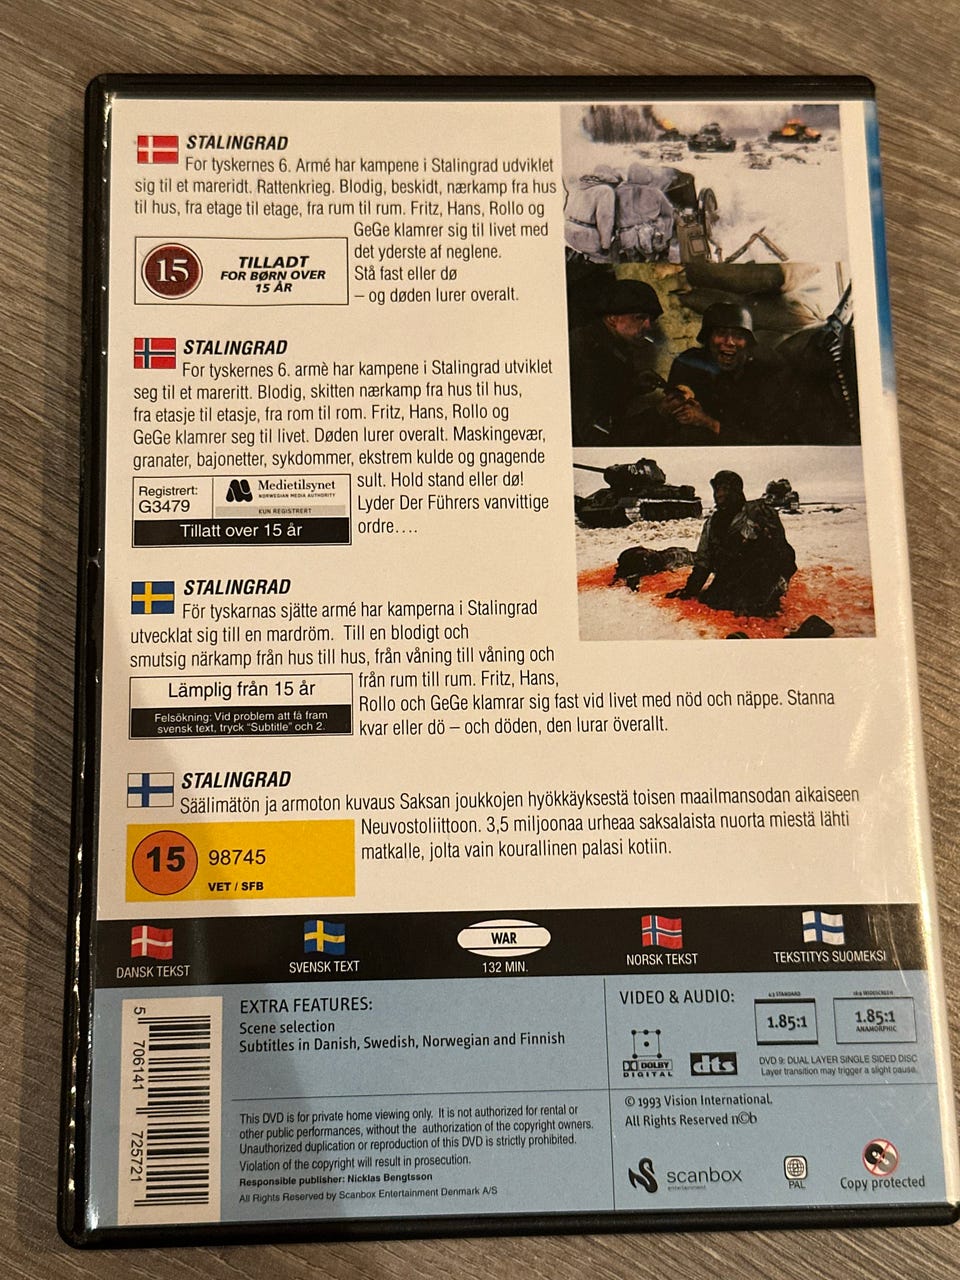 STALINGRAD
For tyskernes 6. Armé har kampene i Stalingrad udviklet
sig til et mareridt. Rattenkrieg. Blodig, beskidt, nærkamp fra hus
til hus, fra etage til etage, fra rum til rum. Fritz, Hans, Rollo og
GeGe klamrer sig til livet med
det yderste af neglene.
Stå fast eller dø
– og døden lurer overalt.
15
TILLADT
FOR BØRN OVER
15 ÅR
STALINGRAD
For tyskernes 6. armè har kampene i Stalingrad utviklet
seg til et mareritt. Blodig, skitten nærkamp fra hus til hus,
fra etasje til etasje, fra rom til rom. Fritz, Hans, Rollo og
GeGe klamrer seg til livet. Døden lurer overalt. Maskingevær,
granater, bajonetter, sykdommer, ekstrem kulde og gnagende
sult. Hold stand eller dø!
Lyder Der Führers vanvittige
ordre….
Registrert:
G3479
Medietilsynet
NORWEGIAN MEDIA AUTHORITY
KUN REGISTRERT
Tillatt over 15 år
STALINGRAD
För tyskarnas sjätte armé har kamperna i Stalingrad
utvecklat sig till en mardröm. Till en blodigt och
smutsig närkamp från hus till hus, från våning till våning och
från rum till rum. Fritz, Hans,
Rollo och GeGe klamrar sig fast vid livet med nöd och näppe. Stanna
kvar eller dö – och döden, den lurar överallt.
Lämplig från 15 år
Felsökning: Vid problem att få fram
svensk text, tryck "Subtitle" och 2.
STALINGRAD
Säälimätön ja armoton kuvaus Saksan joukkojen hyökkäyksestä toisen maailmansodan aikaiseen
Neuvostoliittoon. 3,5 miljoonaa urheaa saksalaista nuorta miestä lähti
matkalle, jolta vain kourallinen palasi kotiin.
15
98745
VET / SFB
DANSK TEKST
SVENSK TEXT
WAR
132 MIN.
NORSK TEKST
TEKSTITYS SUOMEKSI
5 706141 725721
EXTRA FEATURES:
Scene selection
Subtitles in Danish, Swedish, Norwegian and Finnish
VIDEO & AUDIO:
4:3 STANDARD
1.85:1
16:9 WIDESCREEN
1.85:1
ANAMORPHIC
DOLBY
DIGITAL
dts
DVD 9: DUAL LAYER SINGLE SIDED DISC
Layer transition may trigger a slight pause.
This DVD is for private home viewing only. It is not authorized for rental or
other public performances, without the authorization of the copyright owners.
Unauthorized duplication or reproduction of this DVD is strictly prohibited.
Violation of the copyright will result in prosecution.
Responsible publisher: Nicklas Bengtsson
All Rights Reserved by Scanbox Entertainment Denmark A/S
© 1993 Vision International.
All Rights Reserved n©b
scanbox
entertainment
PAL
Copy protected